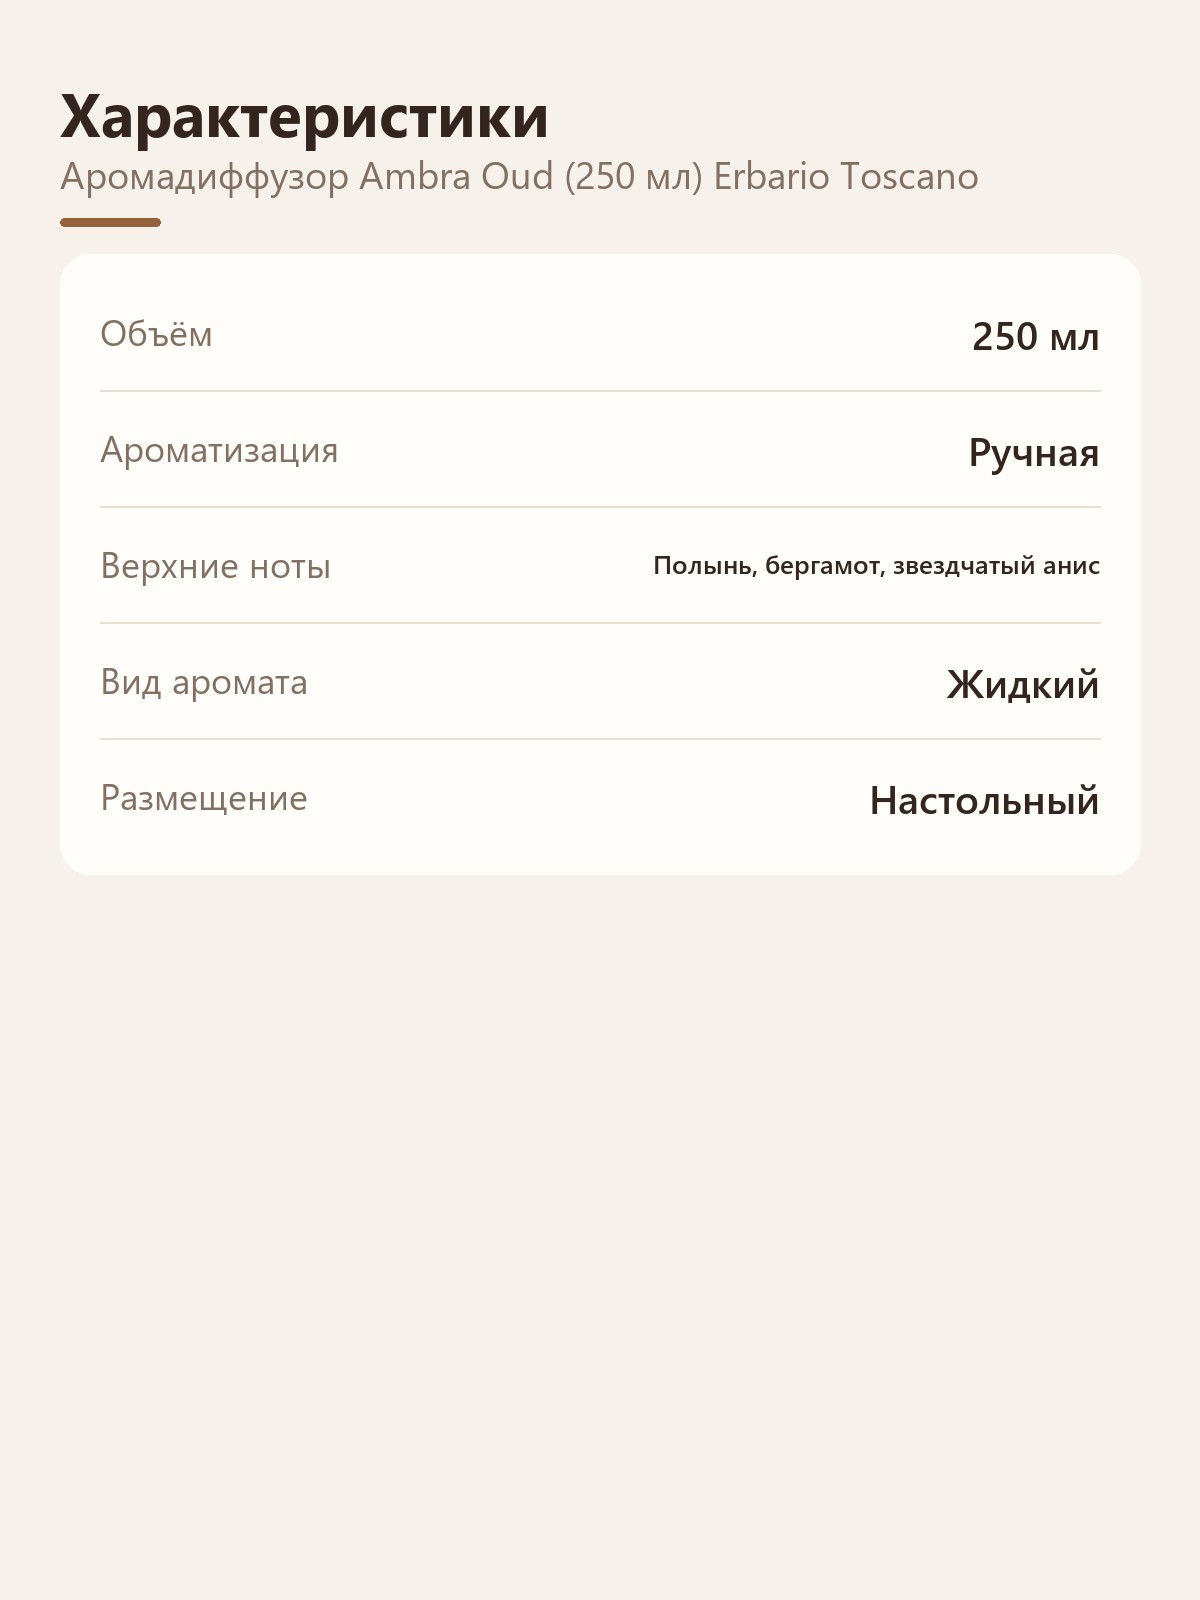 Характеристики
Аромадиффузор Ambra Oud (250 мл) Erbario Toscano
Объём 250 мл
Ароматизация Ручная
Верхние ноты Полынь, бергамот, звездчатый анис
Вид аромата Жидкий
Размещение Настольный